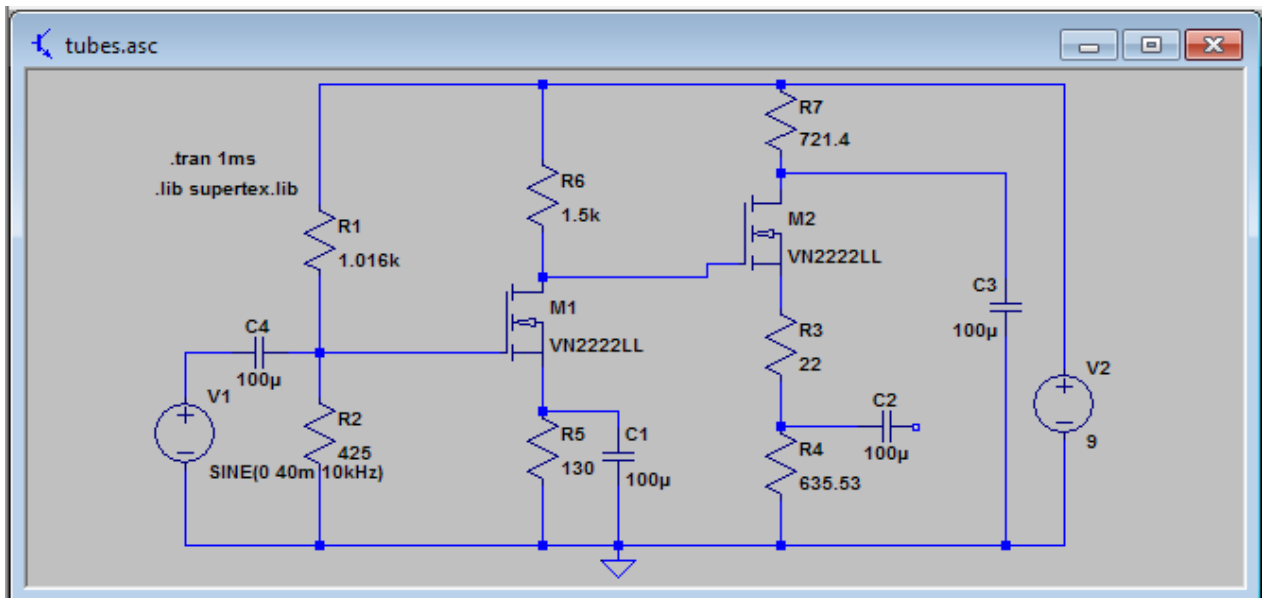 tubes.asc
.tran 1ms
.lib supertex.lib
R1
1.016k
R6
1.5k
R7
721.4
M2
VN2222LL
M1
VN2222LL
C4
100µ
V1
SINE(0 40m 10kHz)
R2
425
R5
130
C1
100µ
R3
22
C2
100µ
R4
635.53
C3
100µ
V2
9